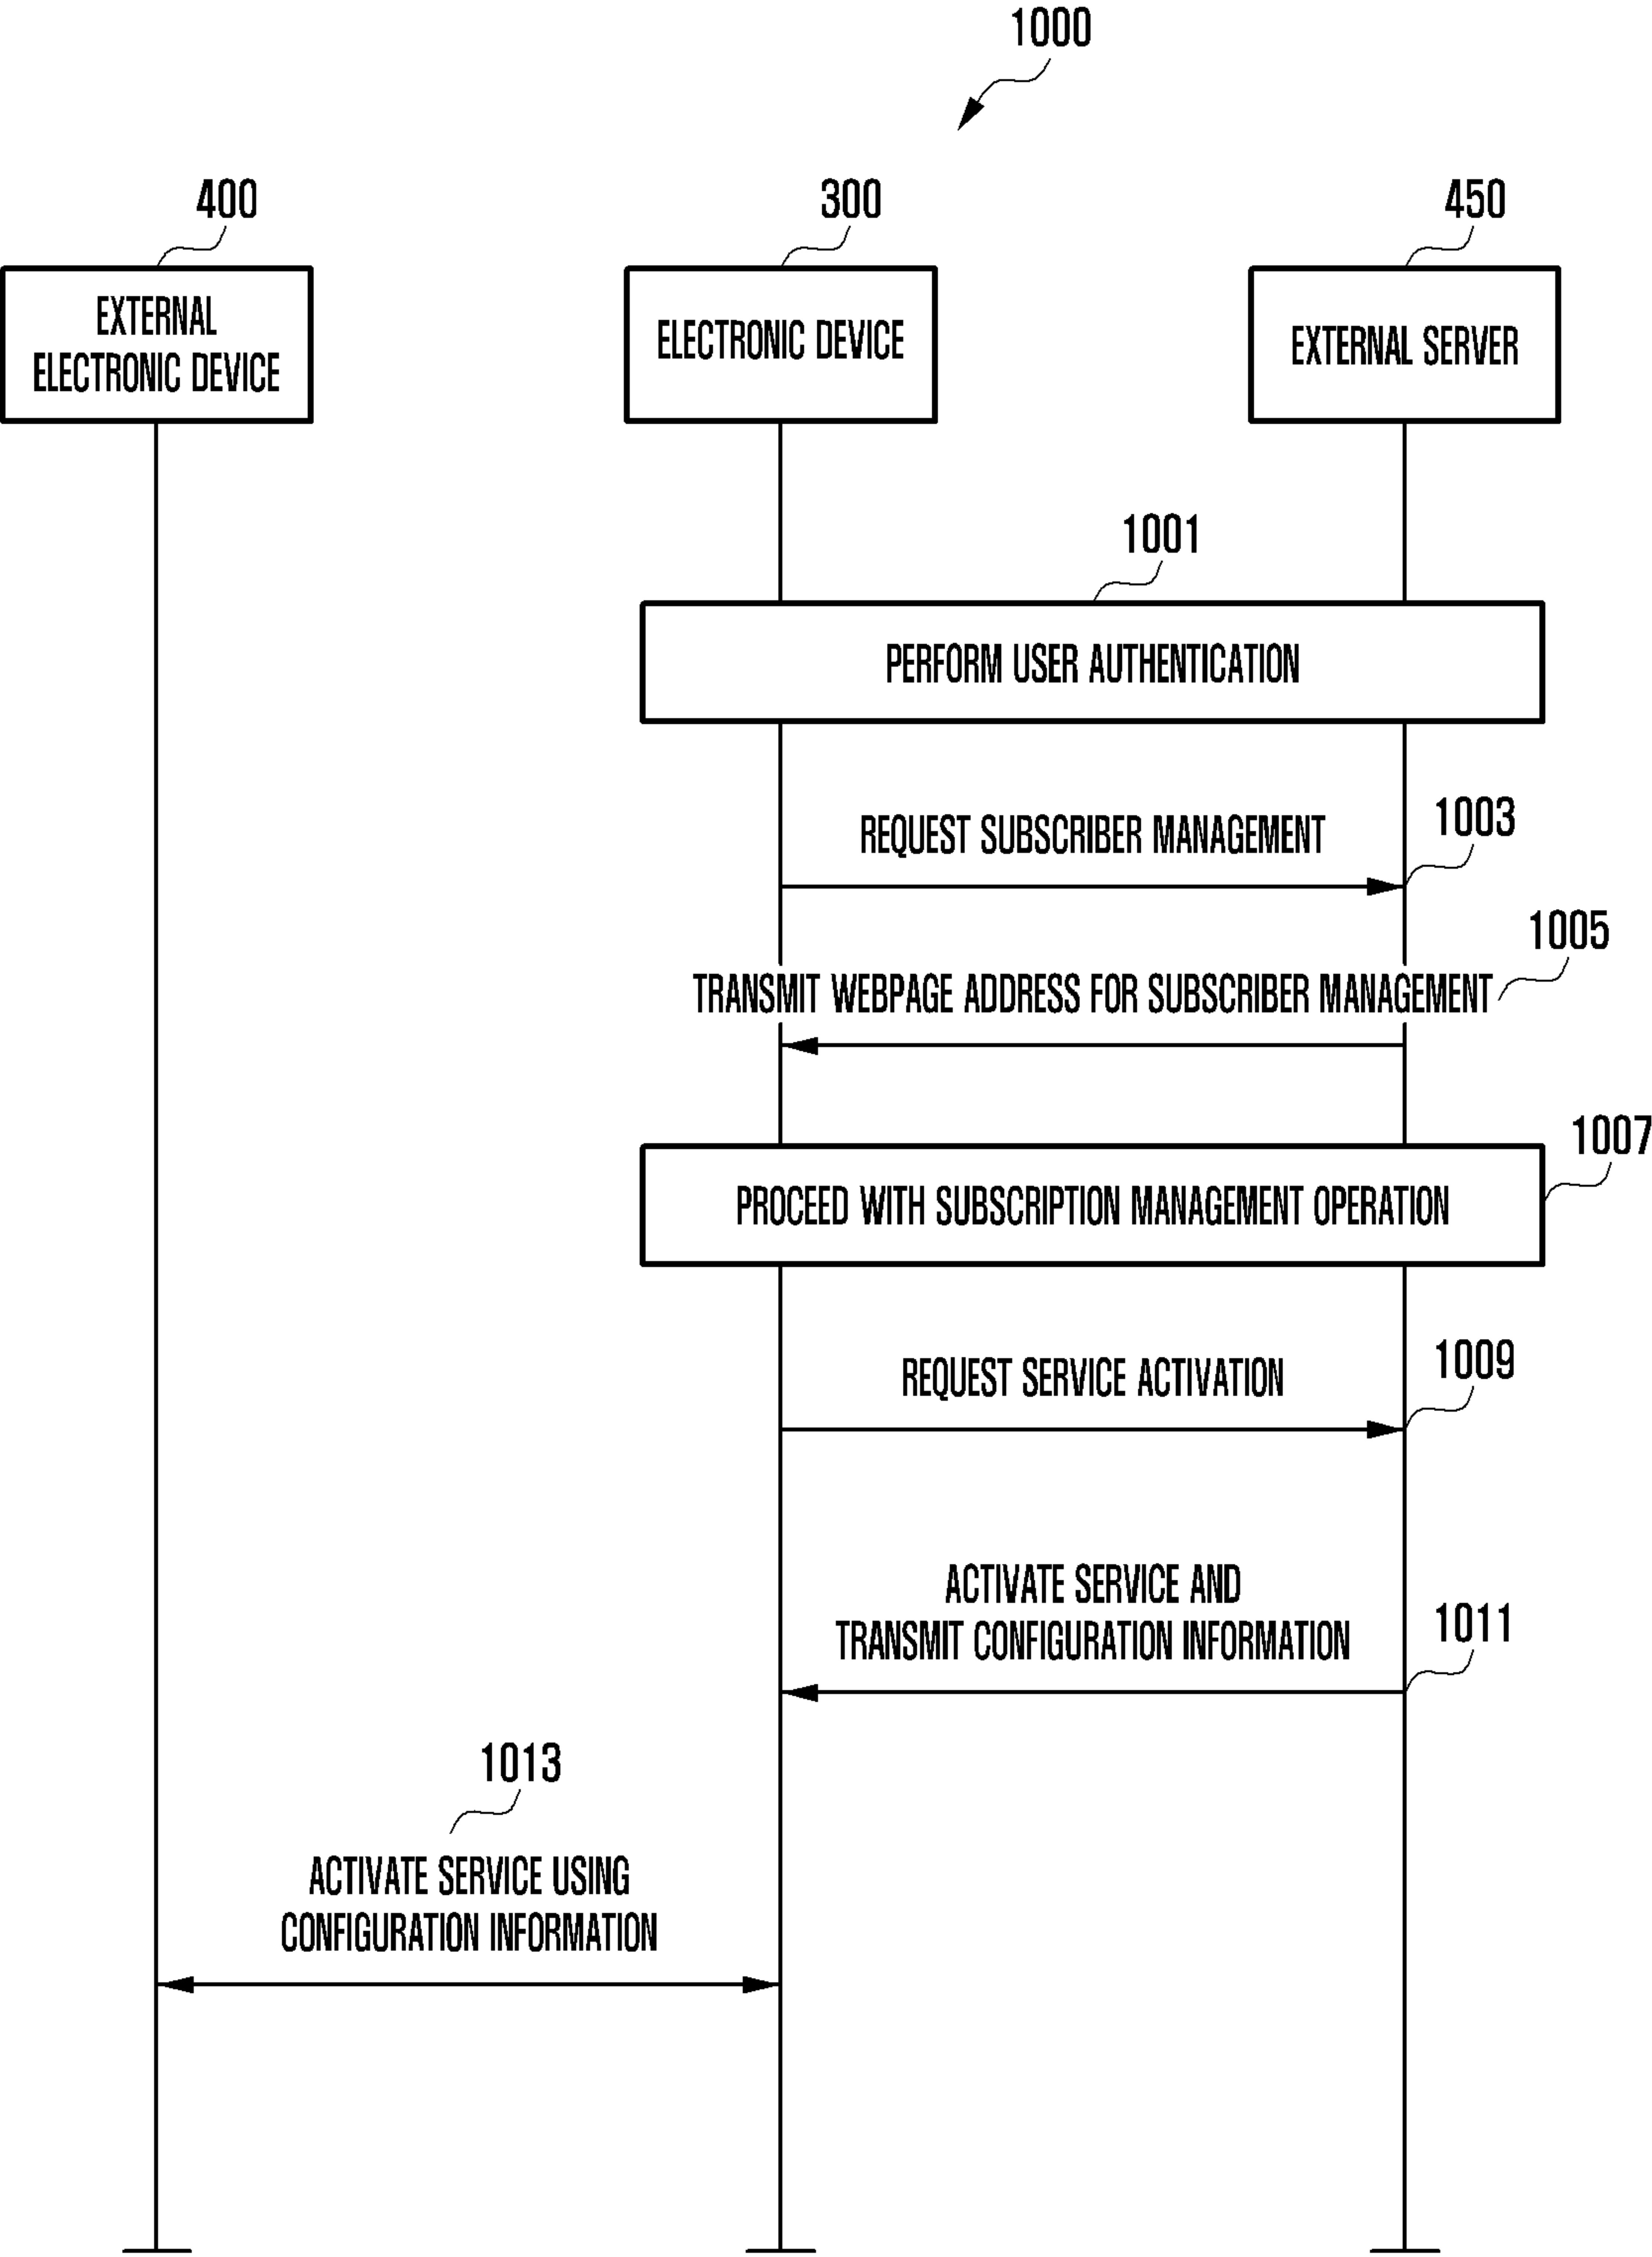 1000
400
300
450
EXTERNAL
ELECTRONIC DEVICE
ELECTRONIC DEVICE
EXTERNAL SERVER
1001
PERFORM USER AUTHENTICATION
REQUEST SUBSCRIBER MANAGEMENT
1003
1005
TRANSMIT WEBPAGE ADDRESS FOR SUBSCRIBER MANAGEMENT
1007
PROCEED WITH SUBSCRIPTION MANAGEMENT OPERATION
REQUEST SERVICE ACTIVATION
1009
ACTIVATE SERVICE AND
TRANSMIT CONFIGURATION INFORMATION
1011
1013
ACTIVATE SERVICE USING
CONFIGURATION INFORMATION